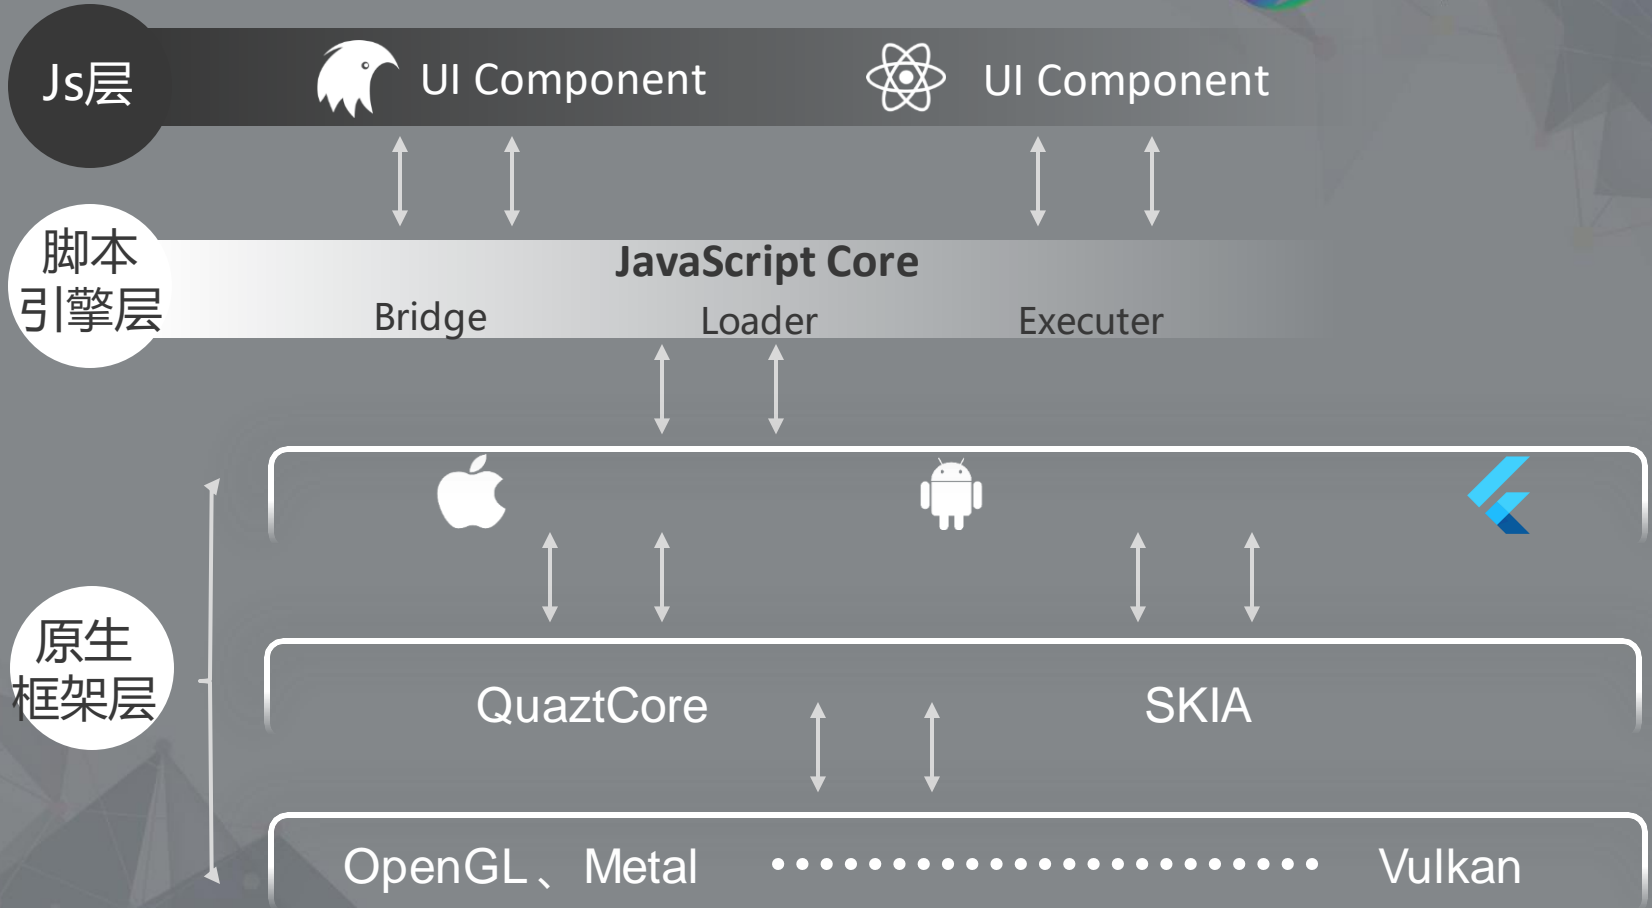 Js层
UI Component
UI Component
脚本
引擎层
JavaScript Core
Bridge
Loader
Executer
原生
框架层
QuaztCore
SKIA
OpenGL、Metal
Vulkan